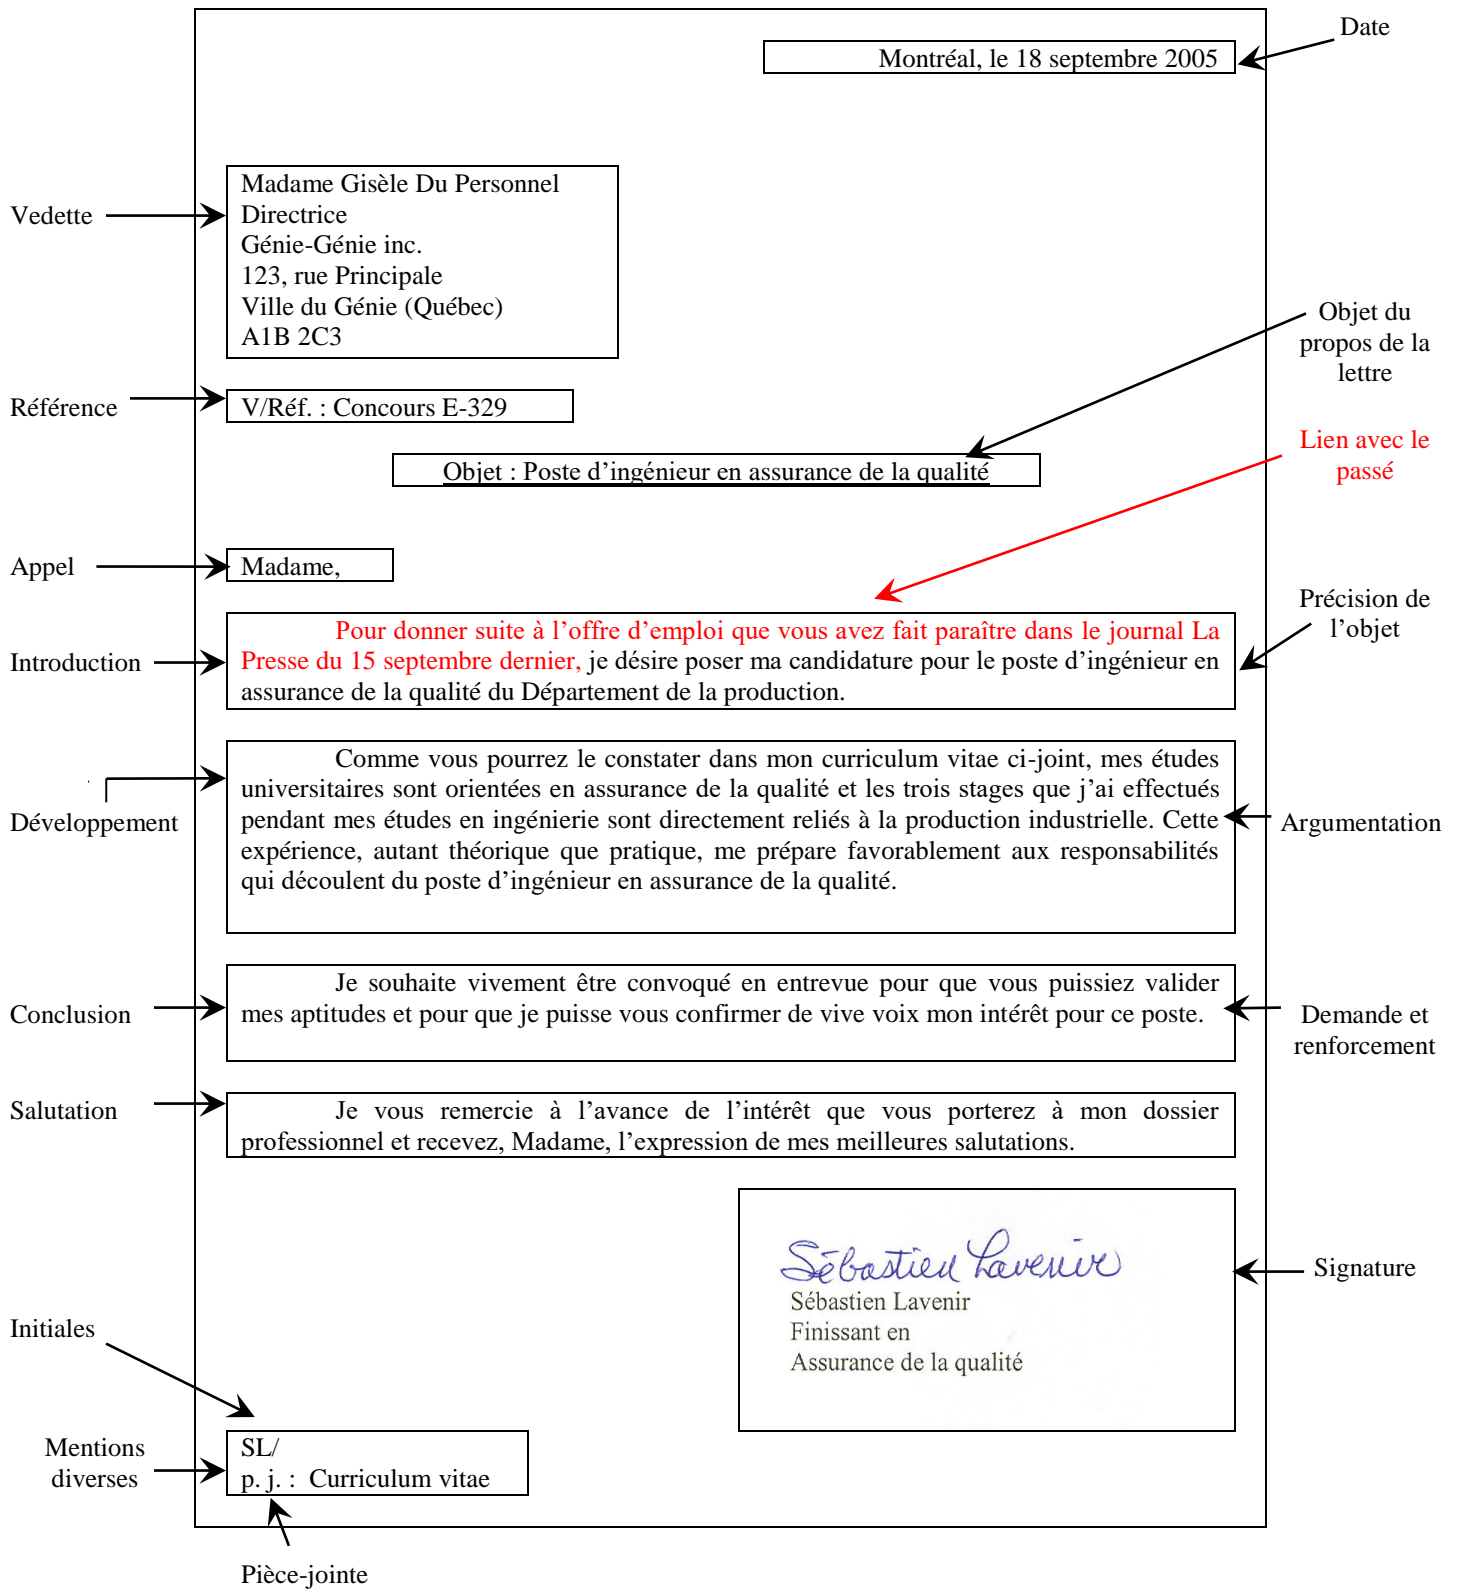 Date
Montréal, le 18 septembre 2005
Vedette
Madame Gisèle Du Personnel
Directrice
Génie-Génie inc.
123, rue Principale
Ville du Génie (Québec)
A1B 2C3
Objet du
propos de la
lettre
Référence
V/Réf. : Concours E-329
Objet : Poste d’ingénieur en assurance de la qualité
Lien avec le
passé
Appel
Madame,
Précision de
l’objet
Introduction
Pour donner suite à l’offre d’emploi que vous avez fait paraître dans le journal La
Presse du 15 septembre dernier, je désire poser ma candidature pour le poste d’ingénieur en
assurance de la qualité du Département de la production.
Développement
Comme vous pourrez le constater dans mon curriculum vitae ci-joint, mes études
universitaires sont orientées en assurance de la qualité et les trois stages que j’ai effectués
pendant mes études en ingénierie sont directement reliés à la production industrielle. Cette
expérience, autant théorique que pratique, me prépare favorablement aux responsabilités
qui découlent du poste d’ingénieur en assurance de la qualité.
Argumentation
Conclusion
Je souhaite vivement être convoqué en entrevue pour que vous puissiez valider
mes aptitudes et pour que je puisse vous confirmer de vive voix mon intérêt pour ce poste.
Demande et
renforcement
Salutation
Je vous remercie à l’avance de l’intérêt que vous porterez à mon dossier
professionnel et recevez, Madame, l’expression de mes meilleures salutations.
Sébastien Lavenir
Sébastien Lavenir
Finissant en
Assurance de la qualité
Signature
Initiales
Mentions
diverses
SL/
p. j. : Curriculum vitae
Pièce-jointe